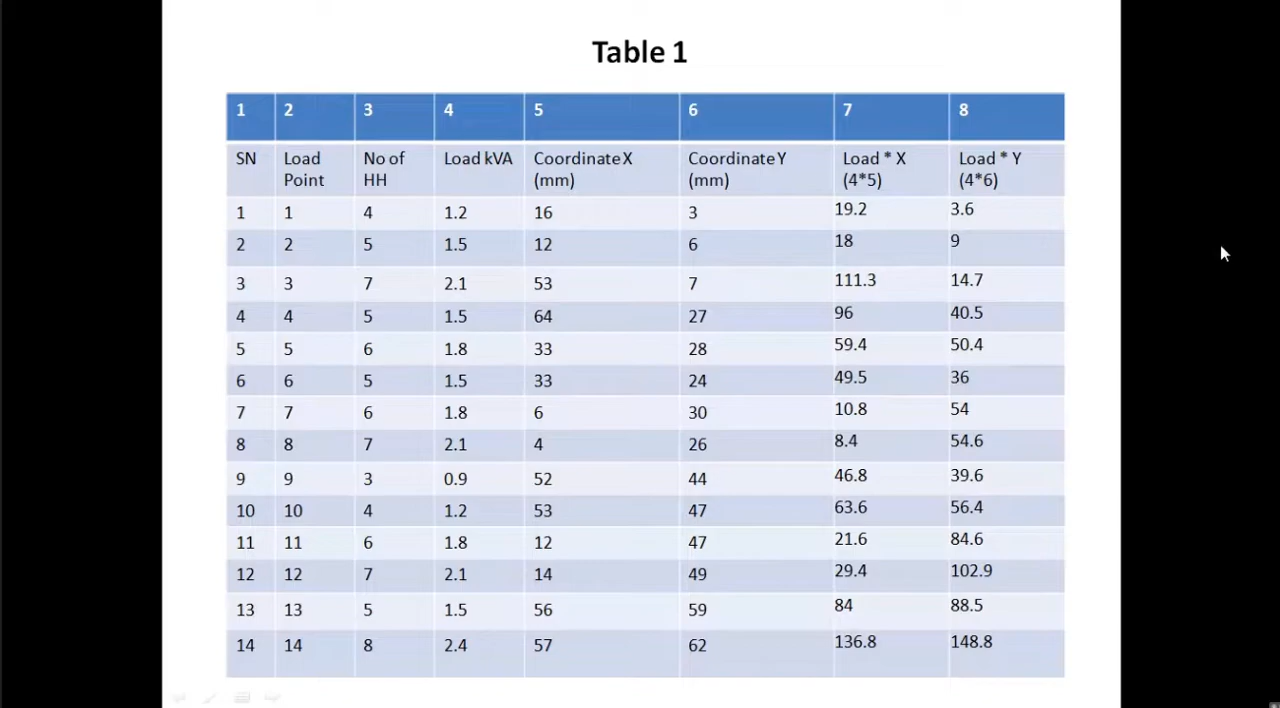 Table 1
1 2 3 4 5 6 7 8
SN Load Point No of HH Load kVA Coordinate X (mm) Coordinate Y (mm) Load * X (4*5) Load * Y (4*6)
1 1 4 1.2 16 3 19.2 3.6
2 2 5 1.5 12 6 18 9
3 3 7 2.1 53 7 111.3 14.7
4 4 5 1.5 64 27 96 40.5
5 5 6 1.8 33 28 59.4 50.4
6 6 5 1.5 33 24 49.5 36
7 7 6 1.8 6 30 10.8 54
8 8 7 2.1 4 26 8.4 54.6
9 9 3 0.9 52 44 46.8 39.6
10 10 4 1.2 53 47 63.6 56.4
11 11 6 1.8 12 47 21.6 84.6
12 12 7 2.1 14 49 29.4 102.9
13 13 5 1.5 56 59 84 88.5
14 14 8 2.4 57 62 136.8 148.8